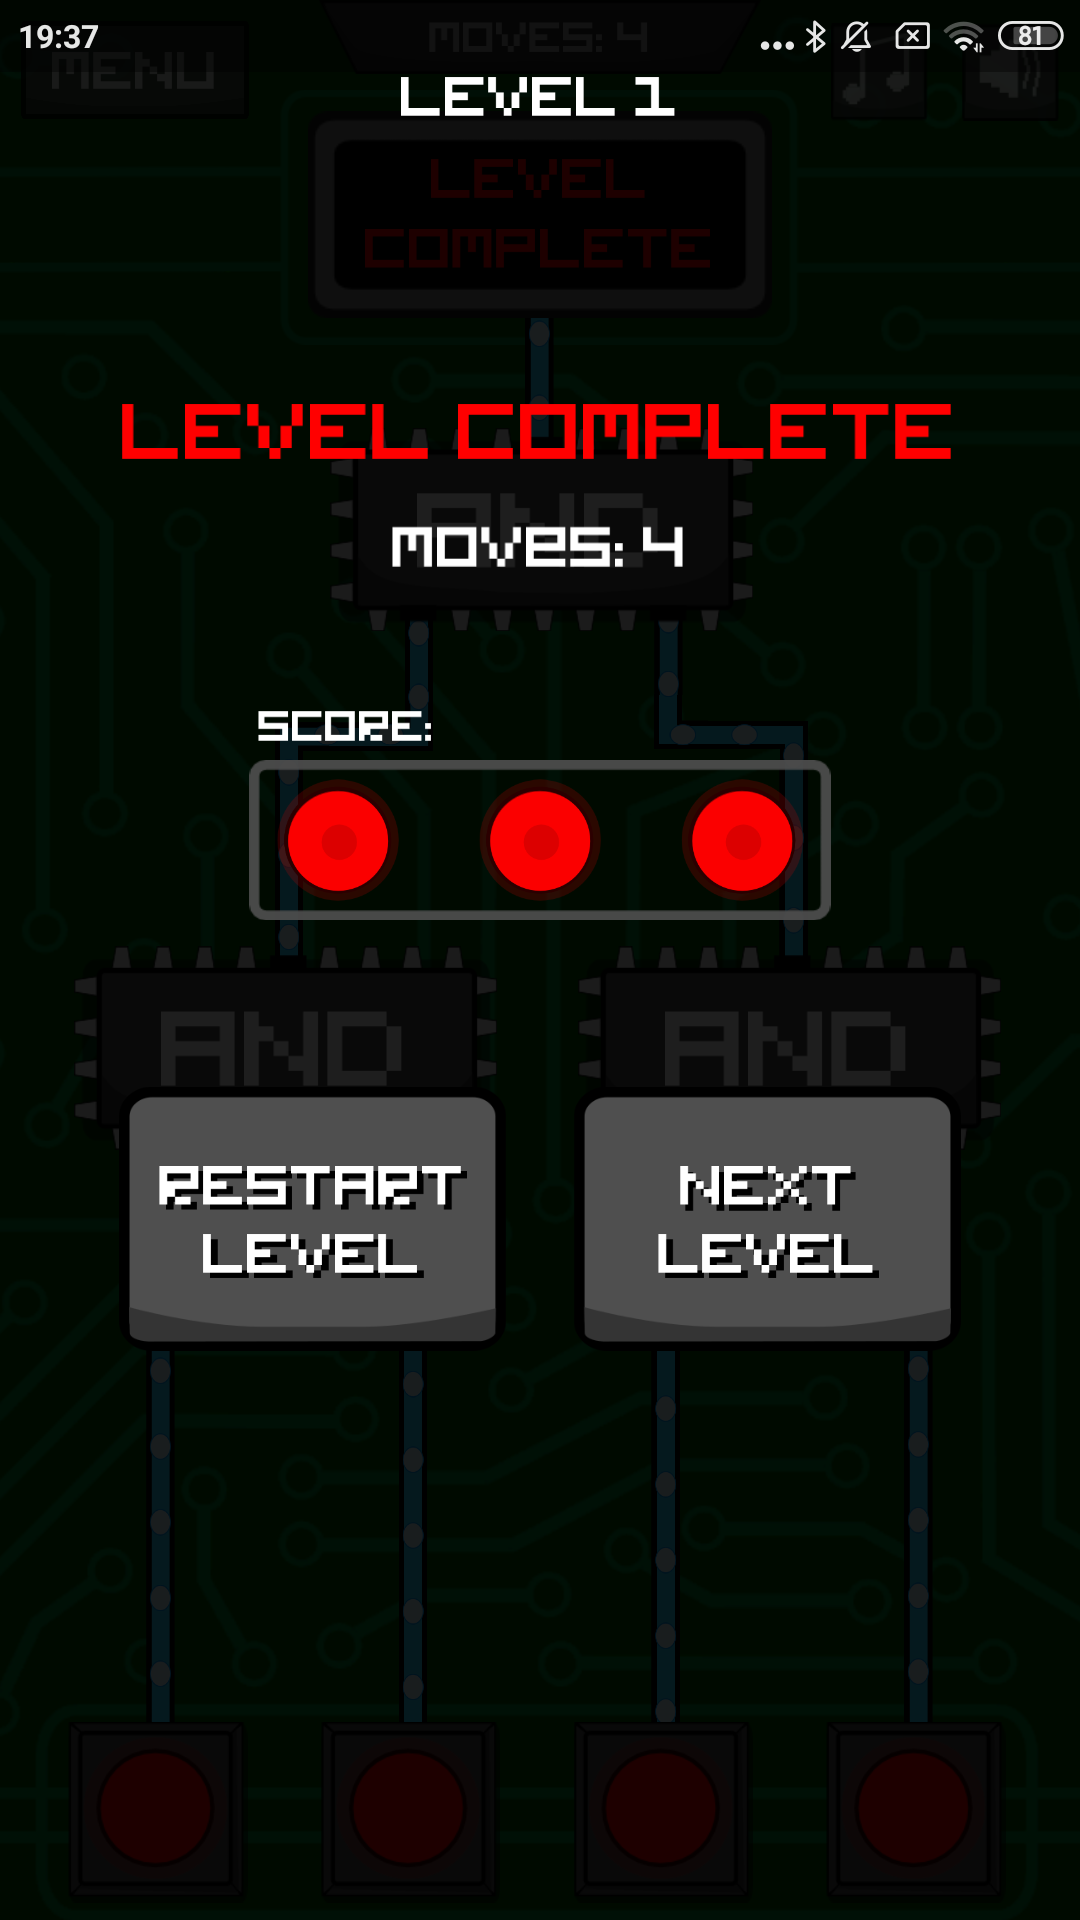 19:37
81
MENU
MOVES: 4
LEVEL 1
LEVEL
COMPLETE
LEVEL COMPLETE
AND
MOVES: 4
SCORE:
AND AND
RESTART
LEVEL
NEXT
LEVEL